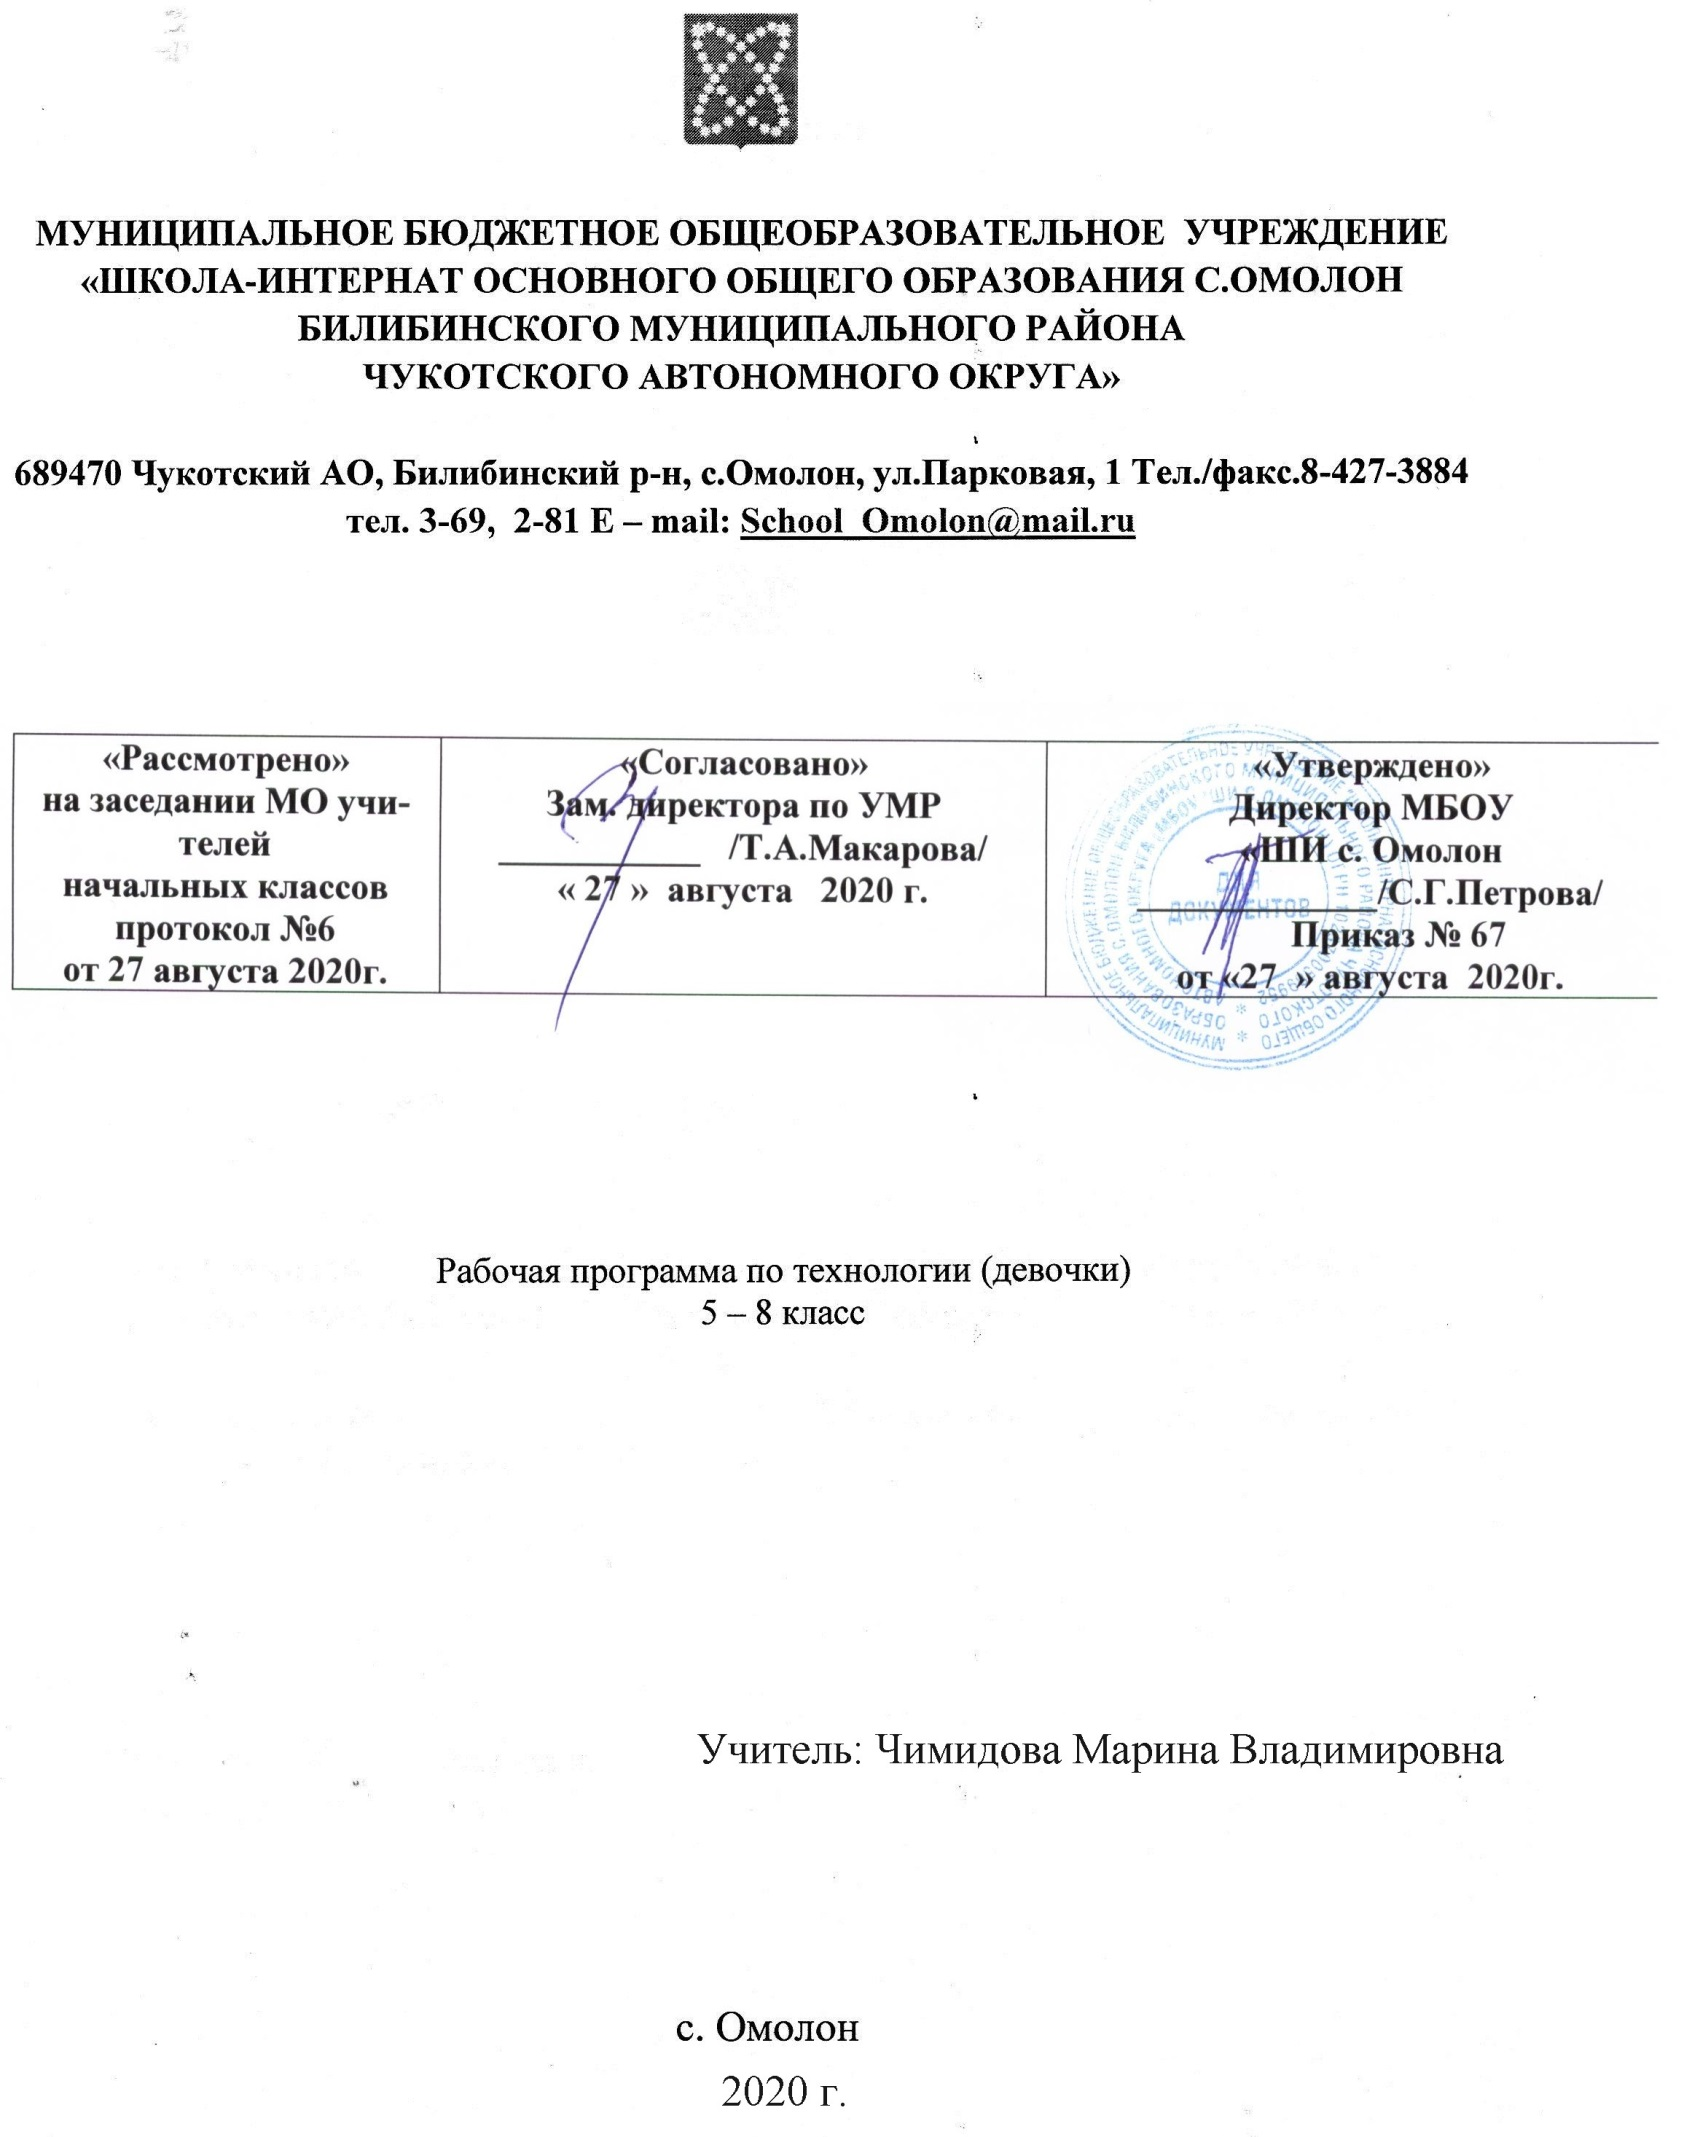 МУНИЦИПАЛЬНОЕ БЮДЖЕТНОЕ ОБЩЕОБРАЗОВАТЕЛЬНОЕ УЧРЕЖДЕНИЕ
«ШКОЛА-ИНТЕРНАТ ОСНОВНОГО ОБЩЕГО ОБРАЗОВАНИЯ С.ОМОЛОН
БИЛИБИНСКОГО МУНИЦИПАЛЬНОГО РАЙОНА
ЧУКОТСКОГО АВТОНОМНОГО ОКРУГА»
689470 Чукотский АО, Билибинский р-н, с.Омолон, ул.Парковая, 1 Тел./факс.8-427-3884
тел. 3-69, 2-81 E – mail: School_Omolon@mail.ru
«Рассмотрено»
на заседании МО учи-
телей
начальных классов
протокол №6
от 27 августа 2020г.
«Согласовано»
Зам. директора по УМР
___________ /Т.А.Макарова/
« 27 » августа 2020 г.
«Утверждено»
Директор МБОУ
«ШИ с. Омолон
_____________/С.Г.Петрова/
Приказ № 67
от «27 » августа 2020г.
ДЛЯ
ДОКУМЕНТОВ
Рабочая программа по технологии (девочки)
5 – 8 класс
Учитель: Чимидова Марина Владимировна
с. Омолон
2020 г.